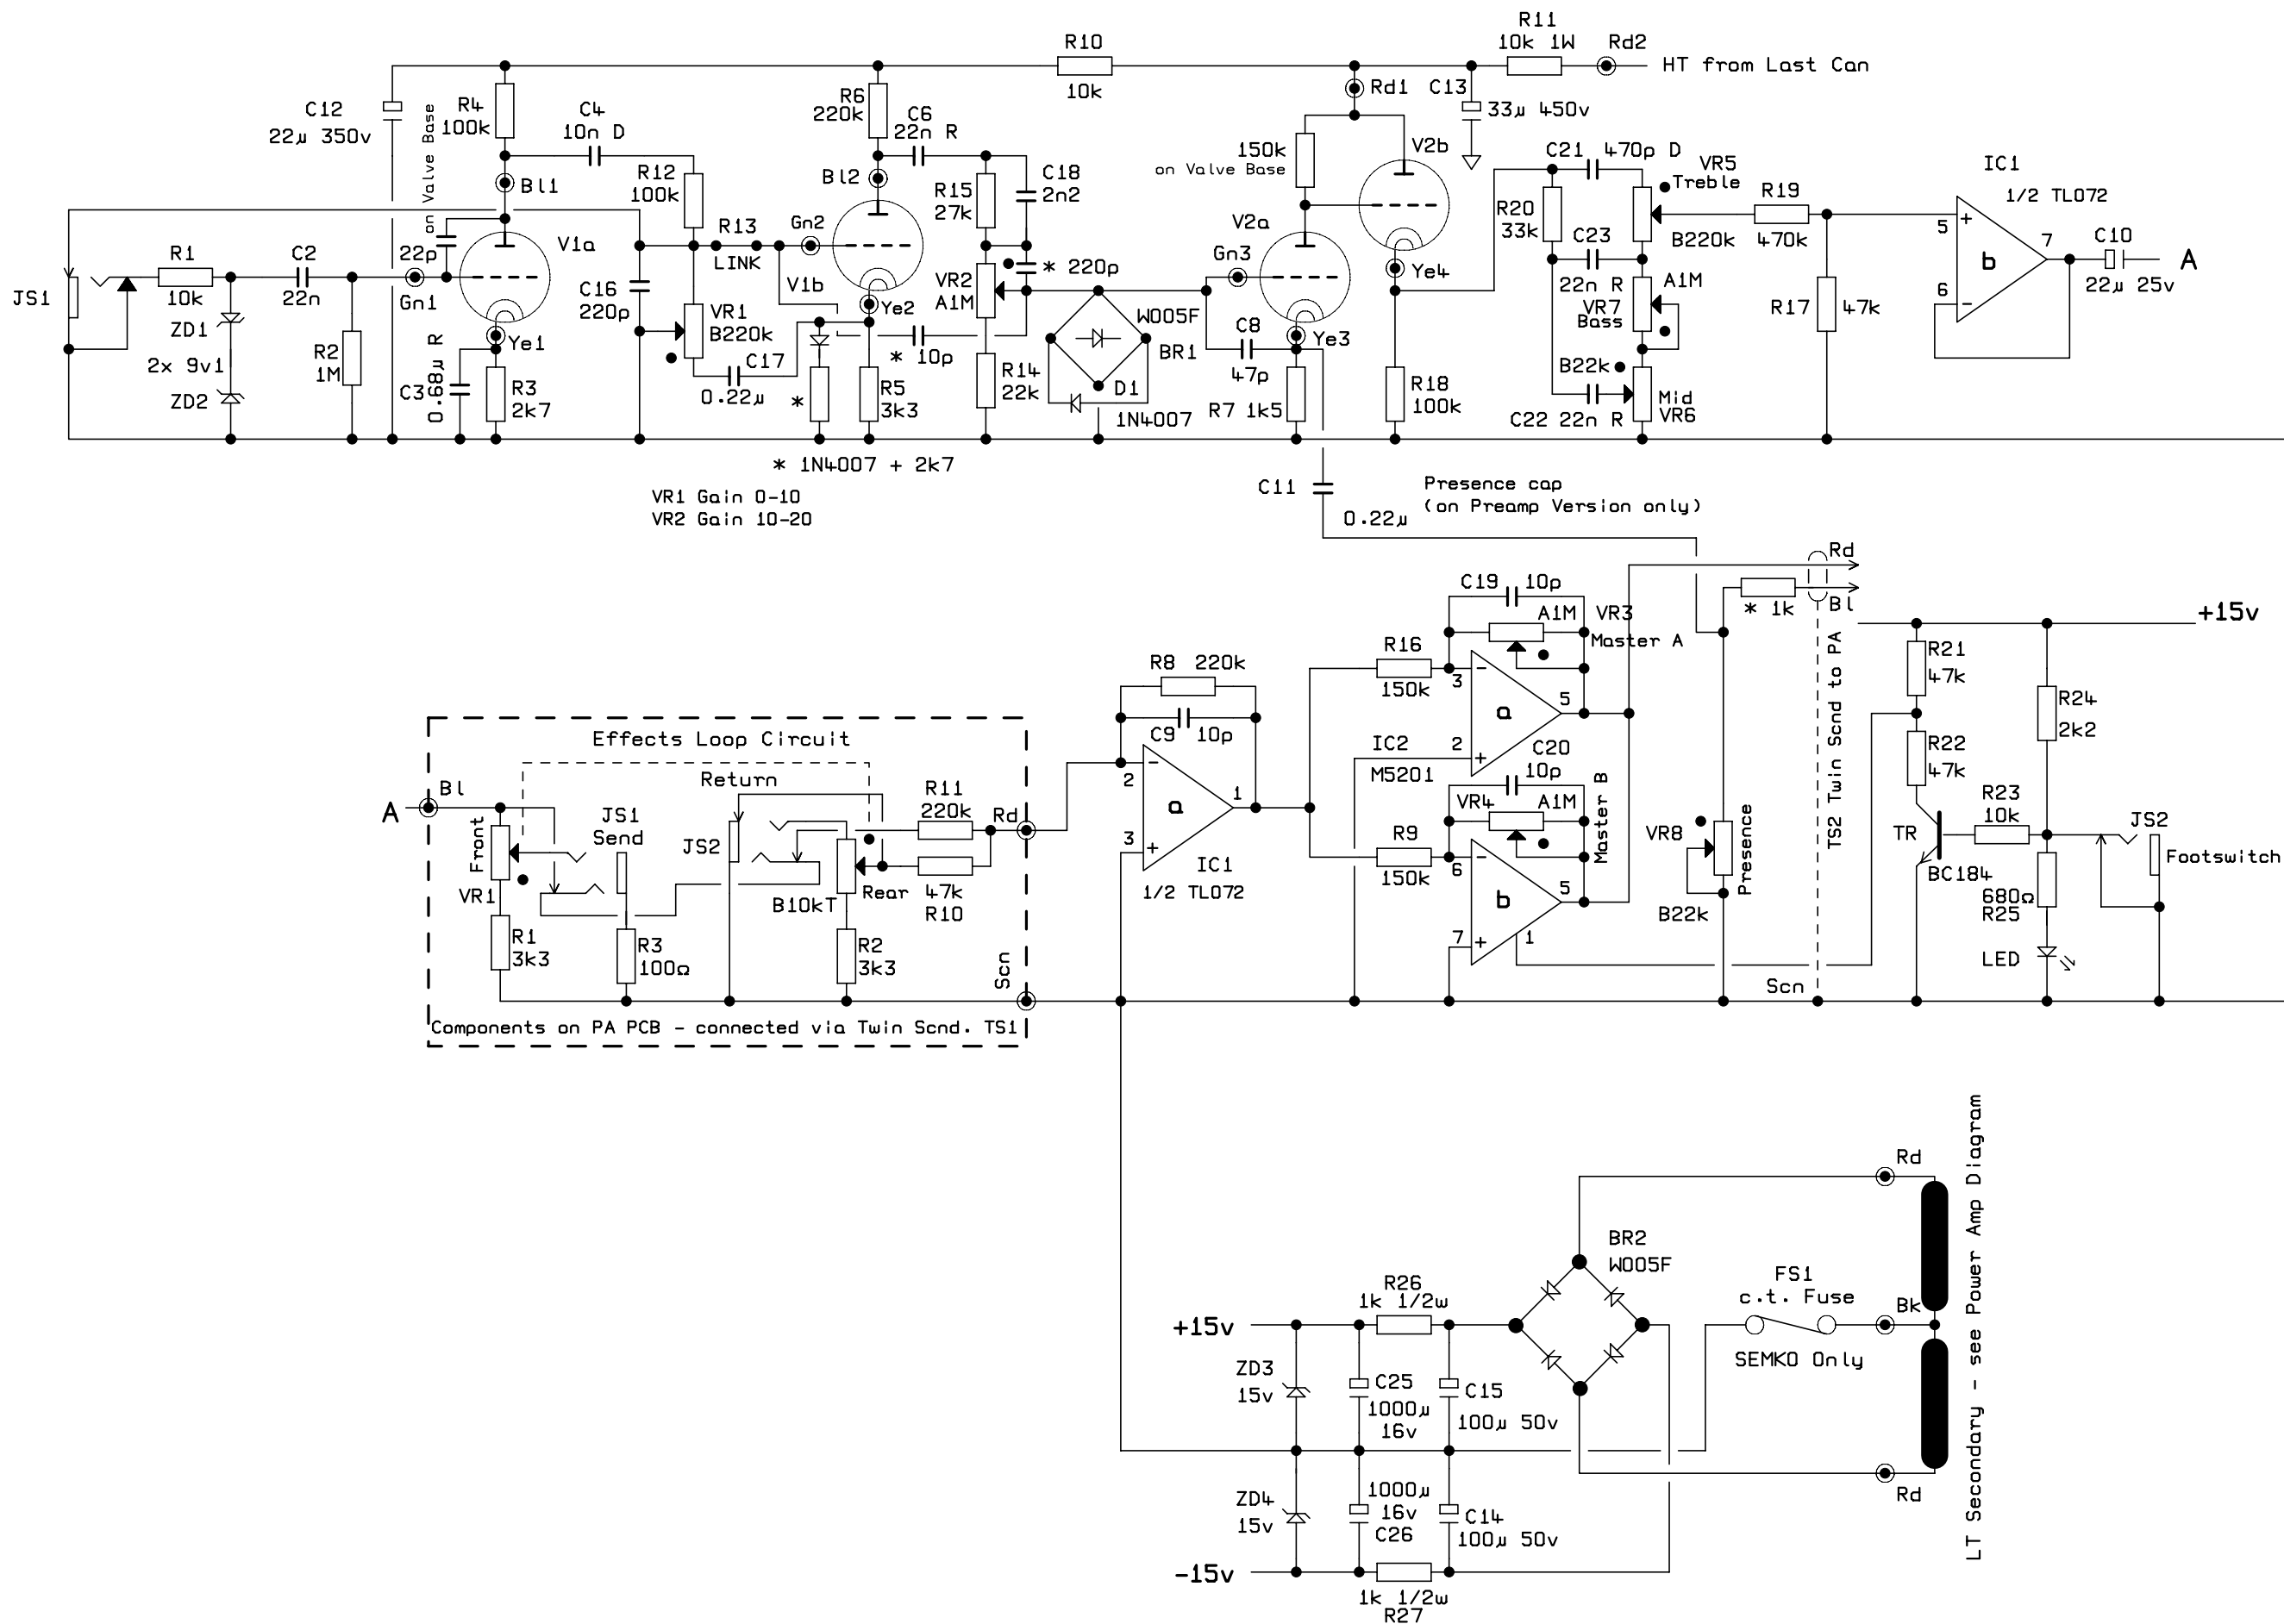 R11
10k 1W
Rd2
HT from Last Can
R10
10k
Rd1
C13
33µ 450v
C12
22µ 350v
on Valve Base
R4
100k
C4
10n D
R6
220k
C6
22n R
150k
on Valve Base
V2b
C21
470p D
VR5
Treble
IC1
1/2 TL072
Bl1
R12
100k
Bl2
R15
27k
C18
2n2
R20
33k
R19
470k
B220k
5
+
7
b
6
-
C10
22µ 25v
A
JS1
R1
10k
C2
22n
22p
Gn1
V1a
R13
LINK
Gn2
V1b
VR2
A1M
* 220p
Gn3
V2a
Ye4
C23
22n R
A1M
VR7
Bass
R17
47k
ZD1
2x 9v1
ZD2
R2
1M
C3
0.68µ R
Ye1
R3
2k7
C16
220p
VR1
B220k
C17
0.22µ
*
Ye2
* 10p
R5
3k3
R14
22k
W005F
BR1
D1
1N4007
C8
47p
Ye3
R7 1k5
R18
100k
B22k
C22 22n R
Mid
VR6
* 1N4007 + 2k7
VR1 Gain 0-10
VR2 Gain 10-20
C11
0.22µ
Presence cap
(on Preamp Version only)
C19
10p
A1M
VR3
Master A
R16
150k
-
3
a
5
2
+
IC2
M5201
C20
10p
VR4
A1M
Master B
R9
150k
-
6
b
5
7
+
1
* 1k
Rd
Bl
TS2 Twin Scnd to PA
Scn
VR8
Presence
B22k
+15v
R21
47k
R22
47k
R24
2k2
R23
10k
TR
BC184
JS2
Footswitch
680Ω
R25
LED
R8 220k
C9
10p
-
2
a
1
3
+
IC1
1/2 TL072
Effects Loop Circuit
A
Bl
Front
VR1
R1
3k3
JS1
Send
R3
100Ω
Return
JS2
R11
220k
Rd
47k
R10
Rear
B10kT
R2
3k3
Scn
Components on PA PCB - connected via Twin Scnd. TS1
Rd
BR2
W005F
FS1
c.t. Fuse
Bk
SEMKO Only
Rd
LT Secondary - see Power Amp Diagram
+15v
R26
1k 1/2w
ZD3
15v
C25
1000µ
16v
C15
100µ 50v
ZD4
15v
1000µ
16v
C26
C14
100µ 50v
-15v
1k 1/2w
R27